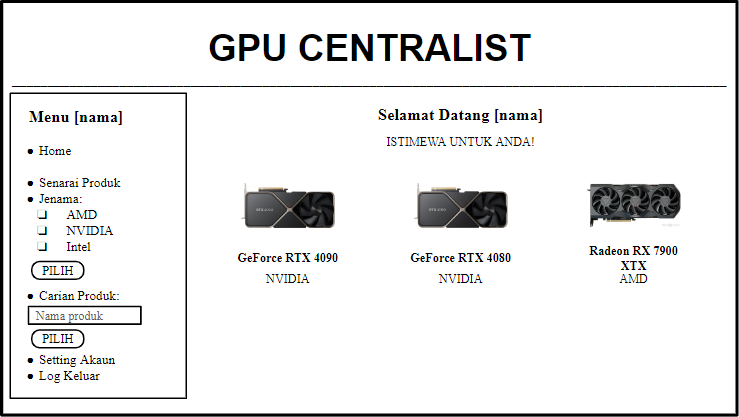 GPU CENTRALIST
Menu [nama]
Home
Senarai Produk
Jenama:
AMD
NVIDIA
Intel
PILIH
Carian Produk:
Nama produk
PILIH
Setting Akaun
Log Keluar
Selamat Datang [nama]
ISTIMEWA UNTUK ANDA!
GeForce RTX 4090
NVIDIA
GeForce RTX 4080
NVIDIA
Radeon RX 7900
XTX
AMD